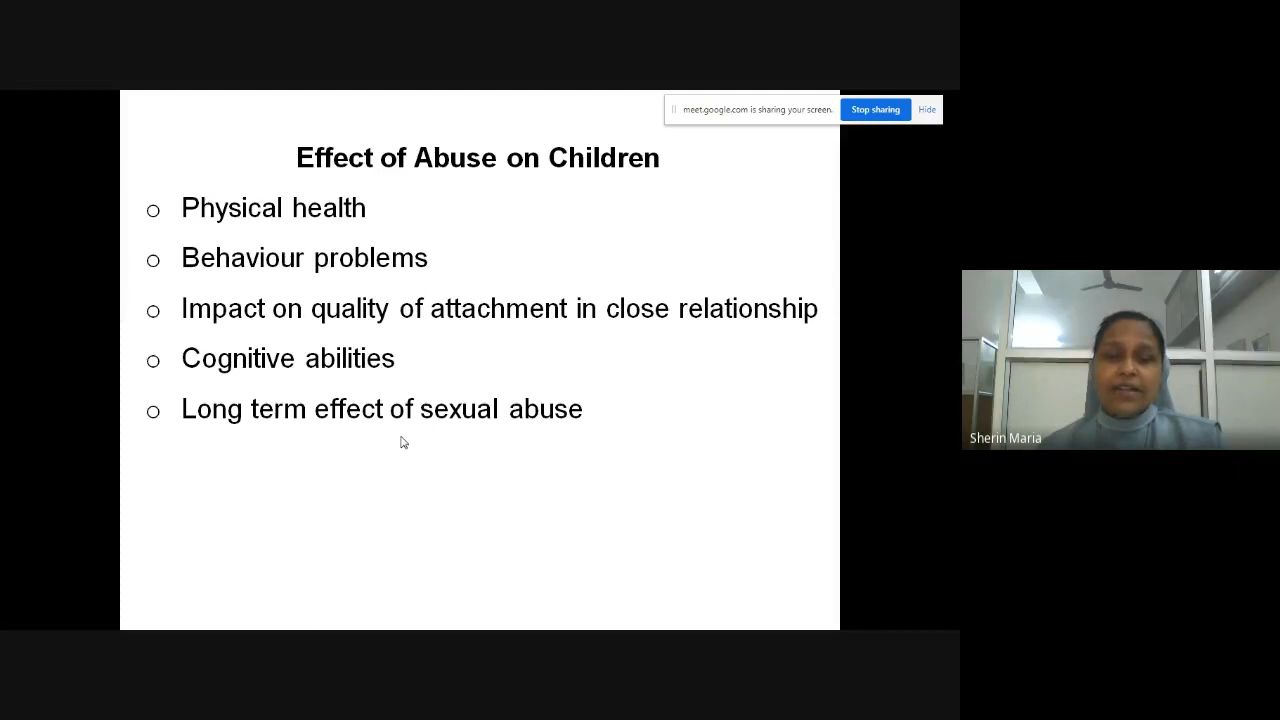 meet.google.com is sharing your screen. Stop sharing Hide
Effect of Abuse on Children
Physical health
Behaviour problems
Impact on quality of attachment in close relationship
Cognitive abilities
Long term effect of sexual abuse
Sherin Maria